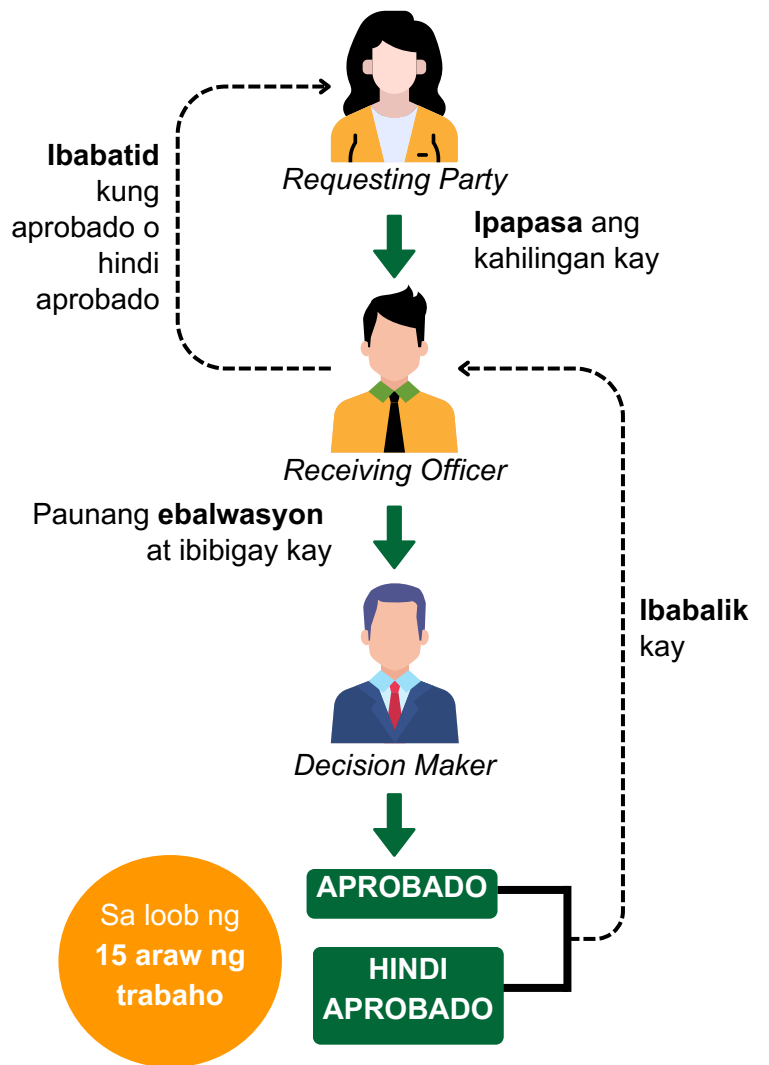 Requesting Party
Ibabatid
kung
aprobado o
hindi
aprobado
Ipapasa ang
kahilingan kay
Receiving Officer
Paunang ebalwasyon
at ibibigay kay
Ibabalik
kay
Decision Maker
APROBADO
HINDI
APROBADO
Sa loob ng
15 araw ng
trabaho